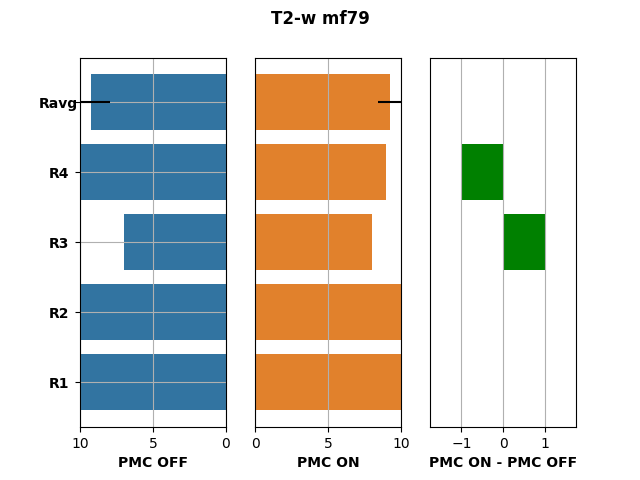 T2-w mf79
Ravg
R4
R3
R2
R1
10 5 0
0 5 10
−1 0 1
PMC OFF
PMC ON
PMC ON - PMC OFF